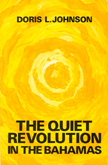 DORIS L. JOHNSON
THE QUIET
REVOLUTION
IN THE BAHAMAS